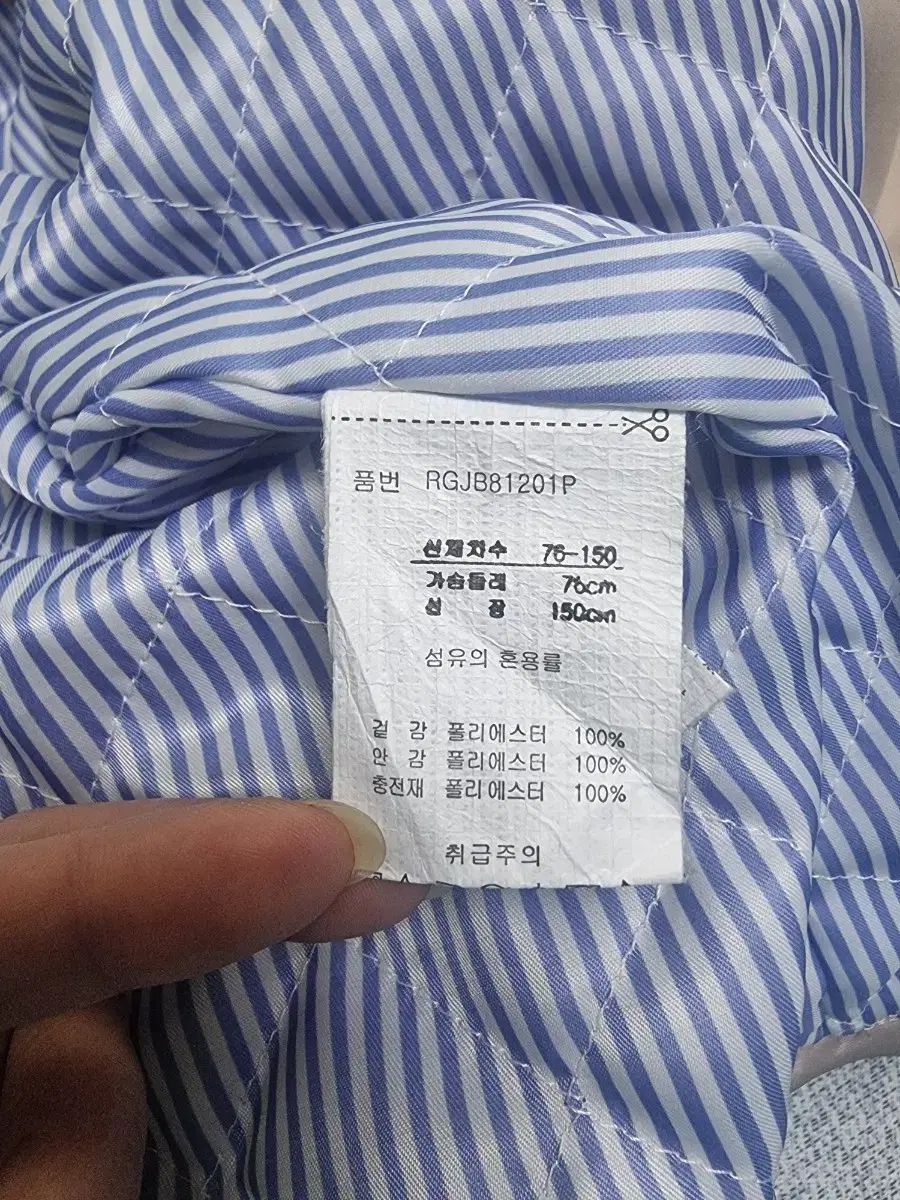 품번 RGJB81201P
신체치수 76-150
가슴둘레 76cm
신 장 150cm
섬유의 혼용률
겉 감 폴리에스터 100%
안 감 폴리에스터 100%
충전재 폴리에스터 100%
취급주의